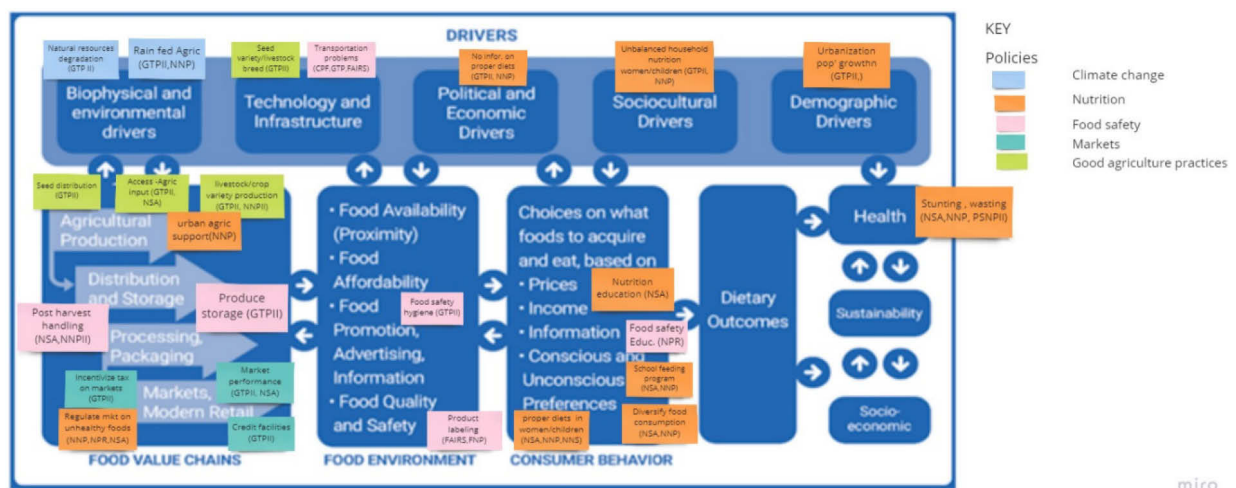 DRIVERS
Natural resources
degradation
(GTP II)
Rain fed Agric
(GTPII,NNP)
Biophysical and
environmental
drivers
Seed
variety/livestock
breed (GTPII)
Transportation
problems
(CPF,GTP,FAIRS)
Technology and
Infrastructure
No infor. on
proper diets
(GTPII, NNP)
Political and
Economic
Drivers
Unbalanced household
nutrition
women/children (GTPII,
NNP)
Sociocultural
Drivers
Urbanization
pop' growthn
(GTPII,)
Demographic
Drivers
KEY
Policies
Climate change
Nutrition
Food safety
Markets
Good agriculture practices
Seed distribution
(GTPII)
Access -Agric
input (GTPII,
NSA)
livestock/crop
variety production
(GTPII, NNPII)
Agricultural
Production
urban agric
support(NNP)
Distribution
and Storage
Produce
storage (GTPII)
Post harvest
handling
(NSA,NNPII)
Processing,
Packaging
Incentivize tax
on markets
(GTPII)
Market
performance
(GTPII, NSA)
Markets,
Modern Retail
Regulate mkt on
unhealthy foods
(NNP,NPR,NSA)
Credit facilities
(GTPII)
FOOD VALUE CHAINS
• Food Availability
(Proximity)
• Food
Affordability
• Food
Promotion,
Advertising,
Information
• Food Quality
and Safety
Food safety
hygiene (GTPII)
Product
labeling
(FAIRS,FNP)
FOOD ENVIRONMENT
Choices on what
foods to acquire
and eat, based on
• Prices
• Income
• Information
• Conscious and
Unconscious
Preferences
Nutrition
education (NSA)
Food safety
Educ. (NPR)
School feeding
program
(NSA,NNP)
proper diets in
women/children
(NSA,NNP,NNS)
Diversify food
consumption
(NSA,NNP)
CONSUMER BEHAVIOR
Dietary
Outcomes
Health
Stunting , wasting
(NSA,NNP, PSNPII)
Sustainability
Socio-
economic
miro